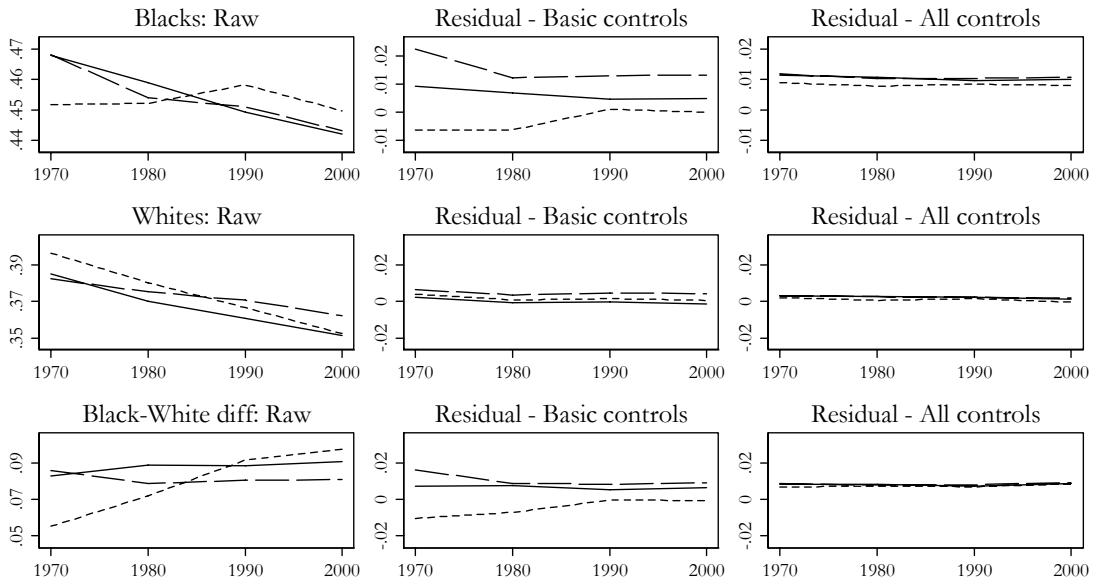 Blacks: Raw
.47
.46
.45
.44
1970 1980 1990 2000
Residual - Basic controls
.02
.01
0
-.01
1970 1980 1990 2000
Residual - All controls
.02
.01
0
-.01
1970 1980 1990 2000
Whites: Raw
.39
.37
.35
1970 1980 1990 2000
Residual - Basic controls
.02
0
-.02
1970 1980 1990 2000
Residual - All controls
.02
0
-.02
1970 1980 1990 2000
Black-White diff: Raw
.09
.07
.05
1970 1980 1990 2000
Residual - Basic controls
.02
0
-.02
1970 1980 1990 2000
Residual - All controls
.02
0
-.02
1970 1980 1990 2000